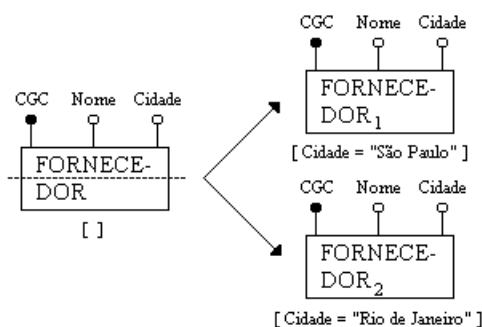 CGC Nome Cidade
FORNECE-
DOR
[ ]
CGC Nome Cidade
FORNECE-
DOR1
[ Cidade = "São Paulo" ]
CGC Nome Cidade
FORNECE-
DOR2
[ Cidade = "Rio de Janeiro" ]